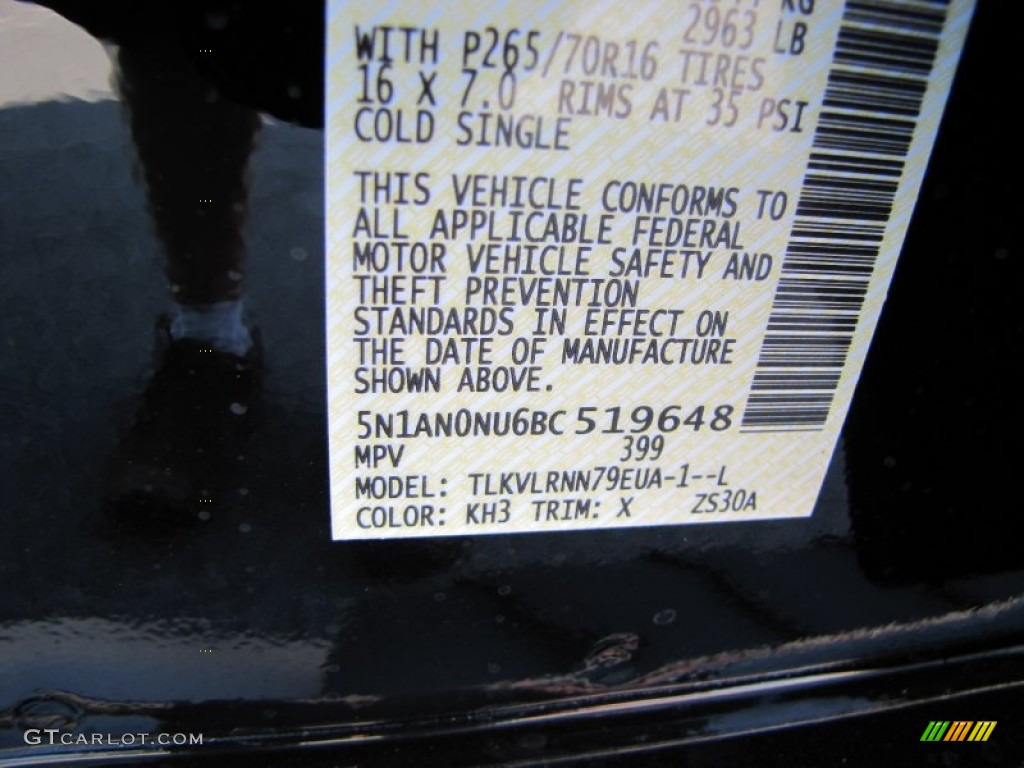 2963 LB
WITH P265/70R16 TIRES
16 X 7.0 RIMS AT 35 PSI
COLD SINGLE
THIS VEHICLE CONFORMS TO
ALL APPLICABLE FEDERAL
MOTOR VEHICLE SAFETY AND
THEFT PREVENTION
STANDARDS IN EFFECT ON
THE DATE OF MANUFACTURE
SHOWN ABOVE.
5N1AN0NU6BC 519648
MPV 399
MODEL: TLKVLRNN79EUA-1--L
COLOR: KH3 TRIM: X ZS30A
GTCARLOT.COM